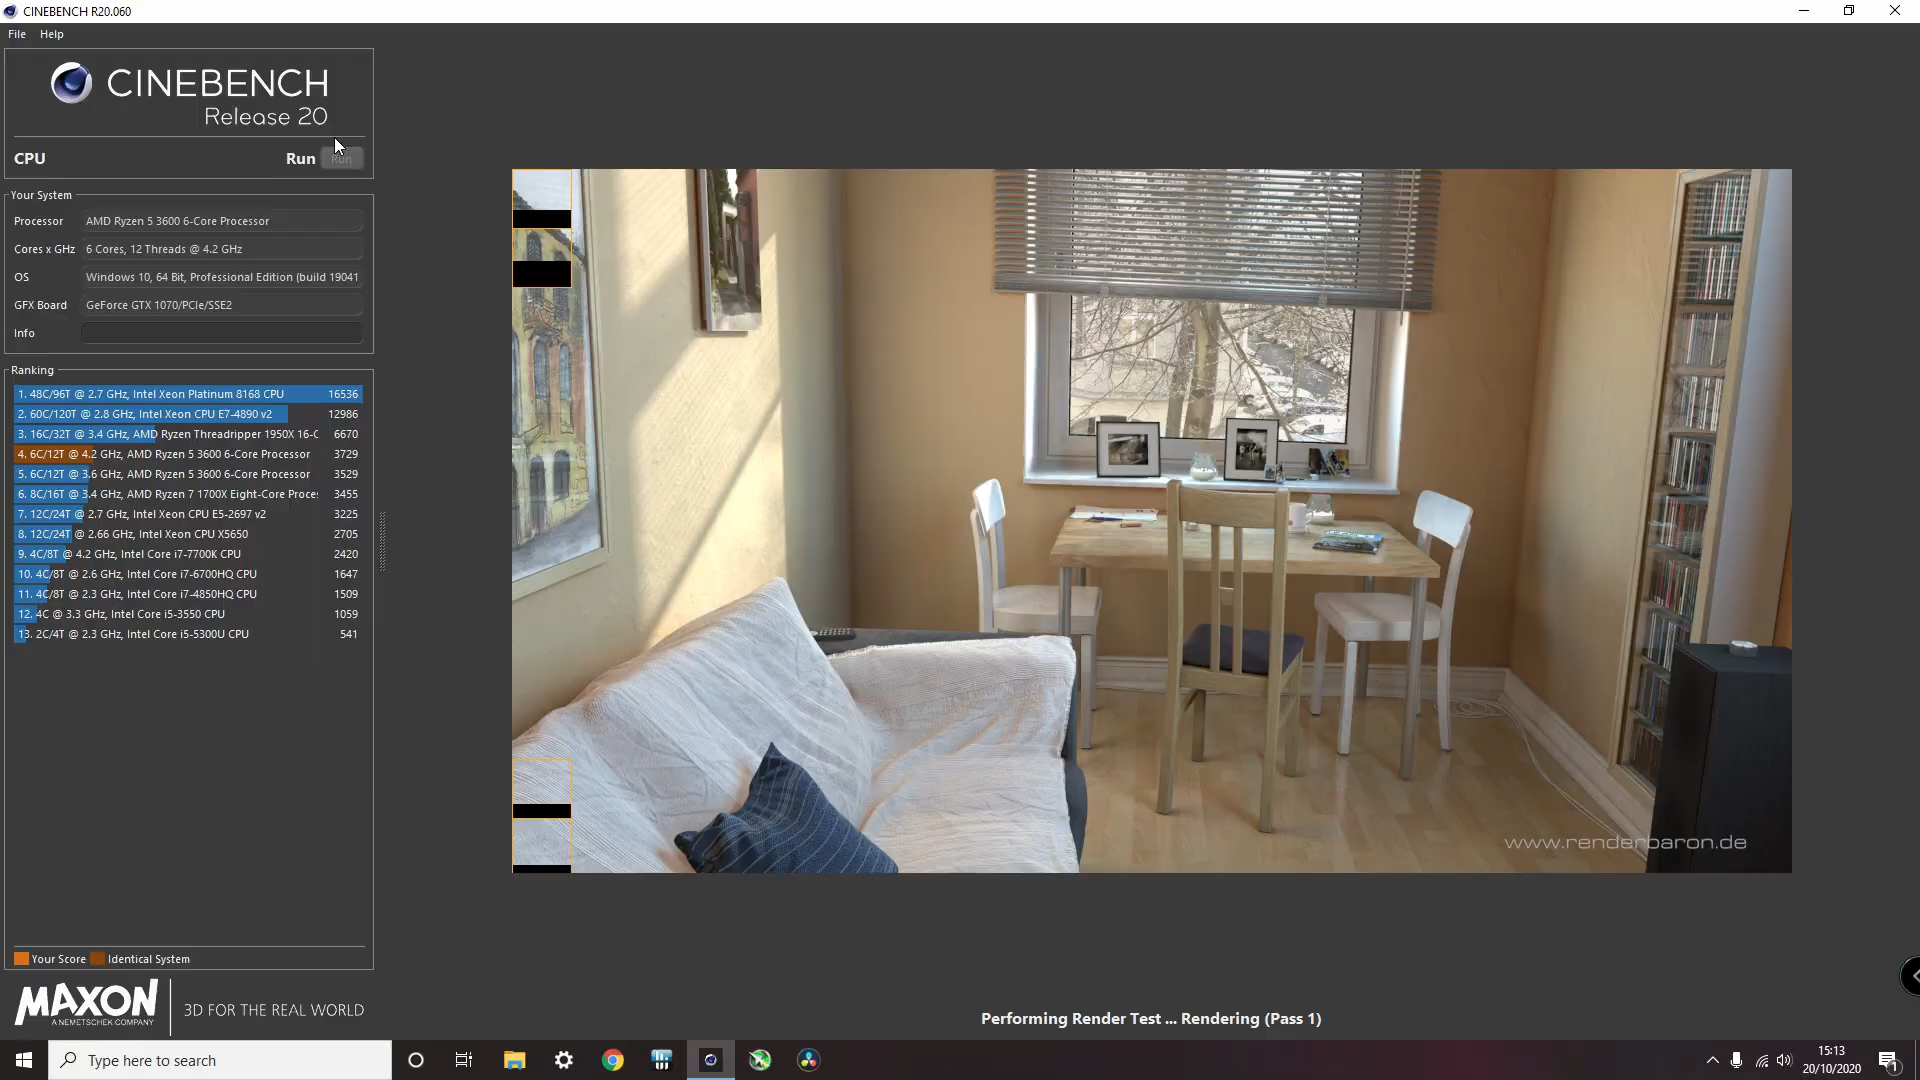 CINEBENCH R20.060
File Help
CINEBENCH
Release 20
CPU Run Run
Your System
Processor AMD Ryzen 5 3600 6-Core Processor
Cores x GHz 6 Cores, 12 Threads @ 4.2 GHz
OS Windows 10, 64 Bit, Professional Edition (build 19041
GFX Board GeForce GTX 1070/PCIe/SSE2
Info
Ranking
1. 48C/96T @ 2.7 GHz, Intel Xeon Platinum 8168 CPU 16536
2. 60C/120T @ 2.8 GHz, Intel Xeon CPU E7-4890 v2 12986
3. 16C/32T @ 3.4 GHz, AMD Ryzen Threadripper 1950X 16-C 6670
4. 6C/12T @ 4.2 GHz, AMD Ryzen 5 3600 6-Core Processor 3729
5. 6C/12T @ 3.6 GHz, AMD Ryzen 5 3600 6-Core Processor 3529
6. 8C/16T @ 3.4 GHz, AMD Ryzen 7 1700X Eight-Core Proces 3455
7. 12C/24T @ 2.7 GHz, Intel Xeon CPU E5-2697 v2 3225
8. 12C/24T @ 2.66 GHz, Intel Xeon CPU X5650 2705
9. 4C/8T @ 4.2 GHz, Intel Core i7-7700K CPU 2420
10. 4C/8T @ 2.6 GHz, Intel Core i7-6700HQ CPU 1647
11. 4C/8T @ 2.3 GHz, Intel Core i7-4850HQ CPU 1509
12. 4C @ 3.3 GHz, Intel Core i5-3550 CPU 1059
13. 2C/4T @ 2.3 GHz, Intel Core i5-5300U CPU 541
www.renderbaron.de
Your Score Identical System
MAXON
A NEMETSCHEK COMPANY
3D FOR THE REAL WORLD
Performing Render Test ... Rendering (Pass 1)
Type here to search
15:13
20/10/2020
1